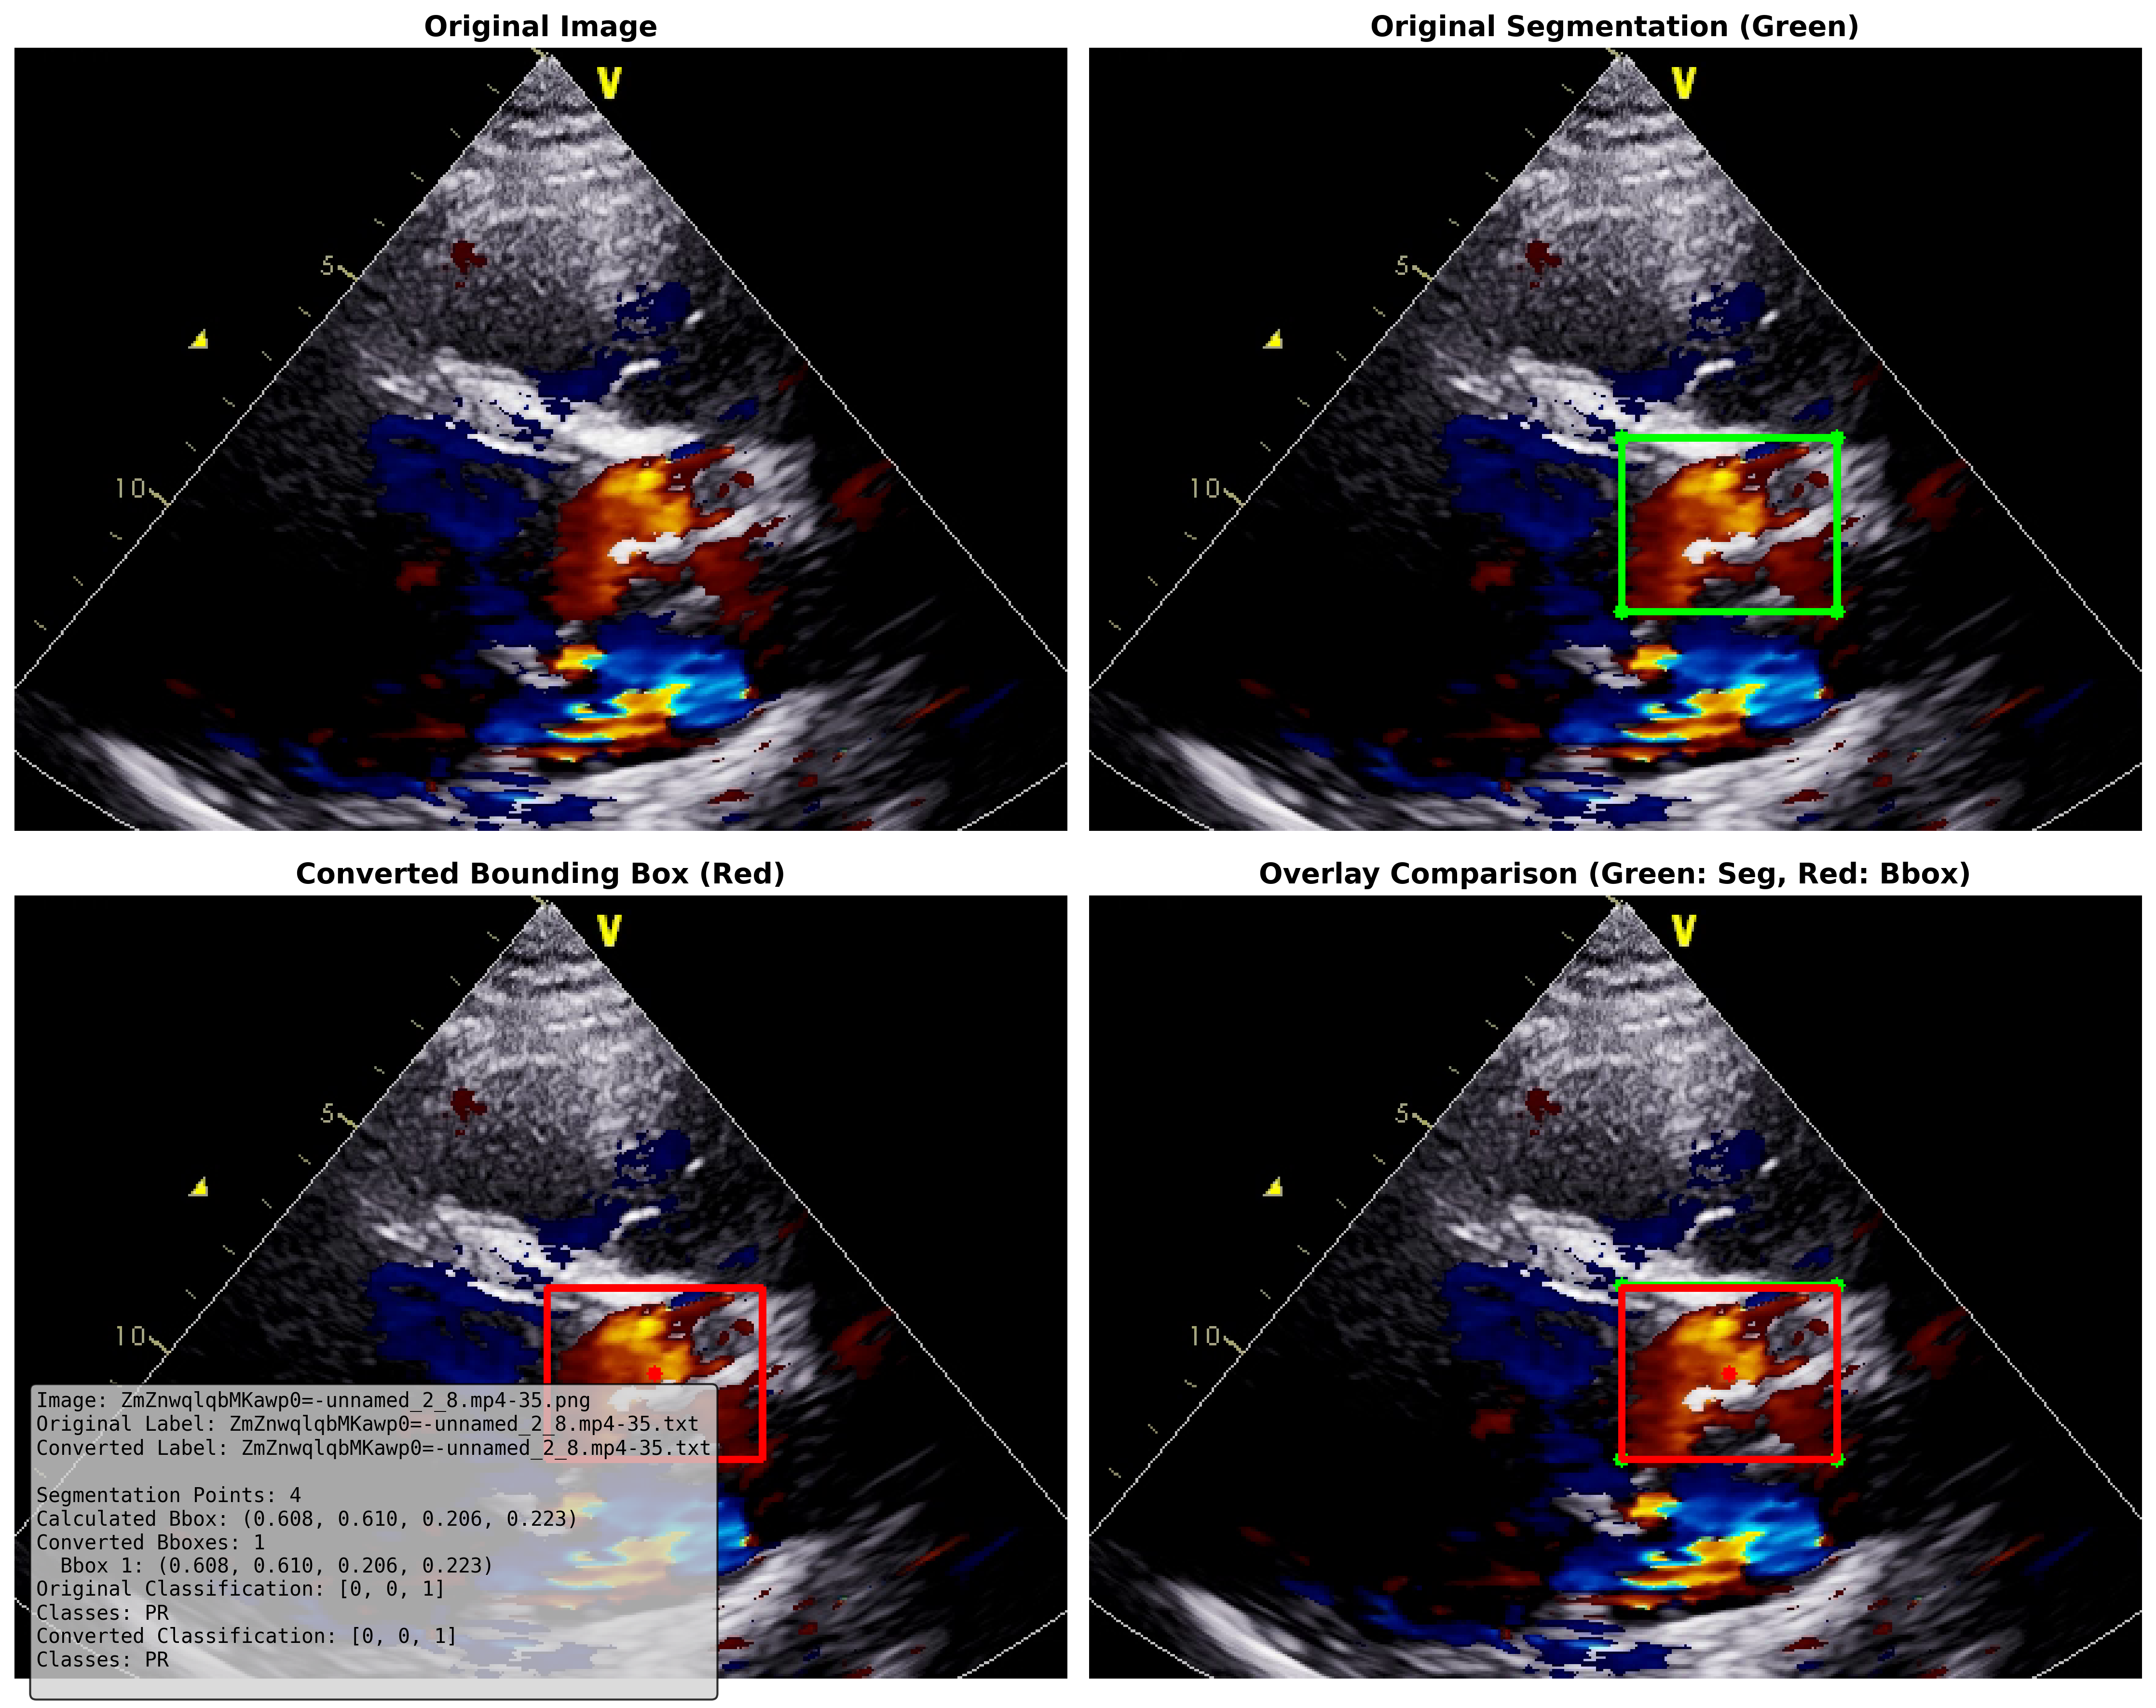 Original Image
Original Segmentation (Green)
V
5
10
V
5
10
Converted Bounding Box (Red)
Overlay Comparison (Green: Seg, Red: Bbox)
V
5
10
V
5
10
Image: ZmZnwqlqbMKawp0=-unnamed_2_8.mp4-35.png
Original Label: ZmZnwqlqbMKawp0=-unnamed_2_8.mp4-35.txt
Converted Label: ZmZnwqlqbMKawp0=-unnamed_2_8.mp4-35.txt
Segmentation Points: 4
Calculated Bbox: (0.608, 0.610, 0.206, 0.223)
Converted Bboxes: 1
Bbox 1: (0.608, 0.610, 0.206, 0.223)
Original Classification: [0, 0, 1]
Classes: PR
Converted Classification: [0, 0, 1]
Classes: PR